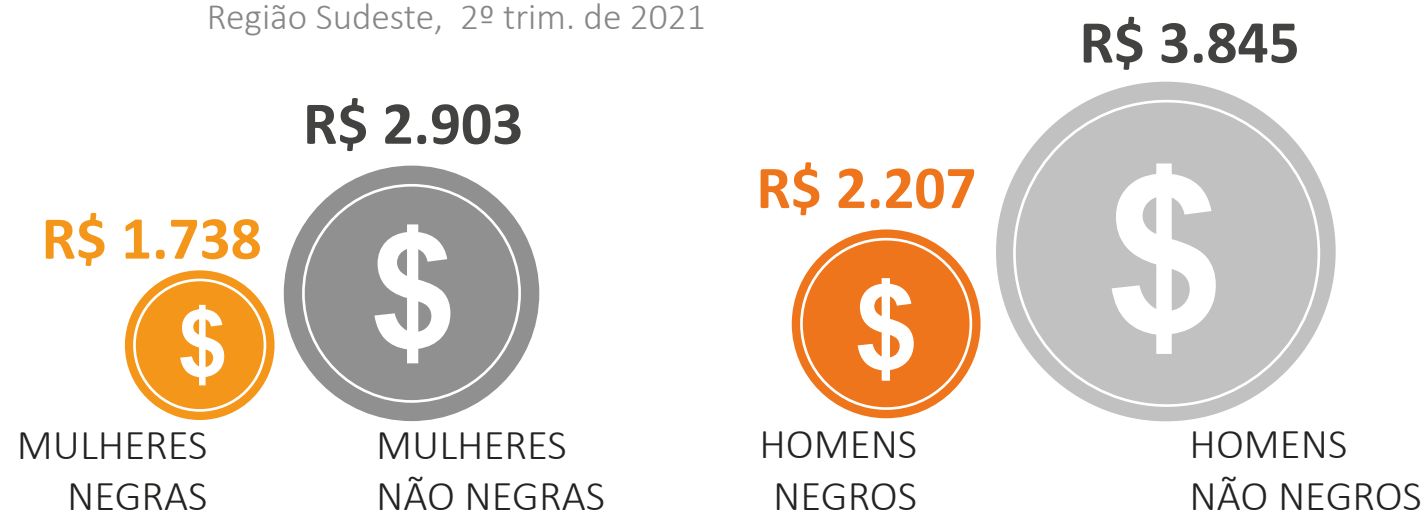 Região Sudeste, 2º trim. de 2021
R$ 1.738
$
MULHERES
NEGRAS
R$ 2.903
$
MULHERES
NÃO NEGRAS
R$ 2.207
$
HOMENS
NEGROS
R$ 3.845
$
HOMENS
NÃO NEGROS